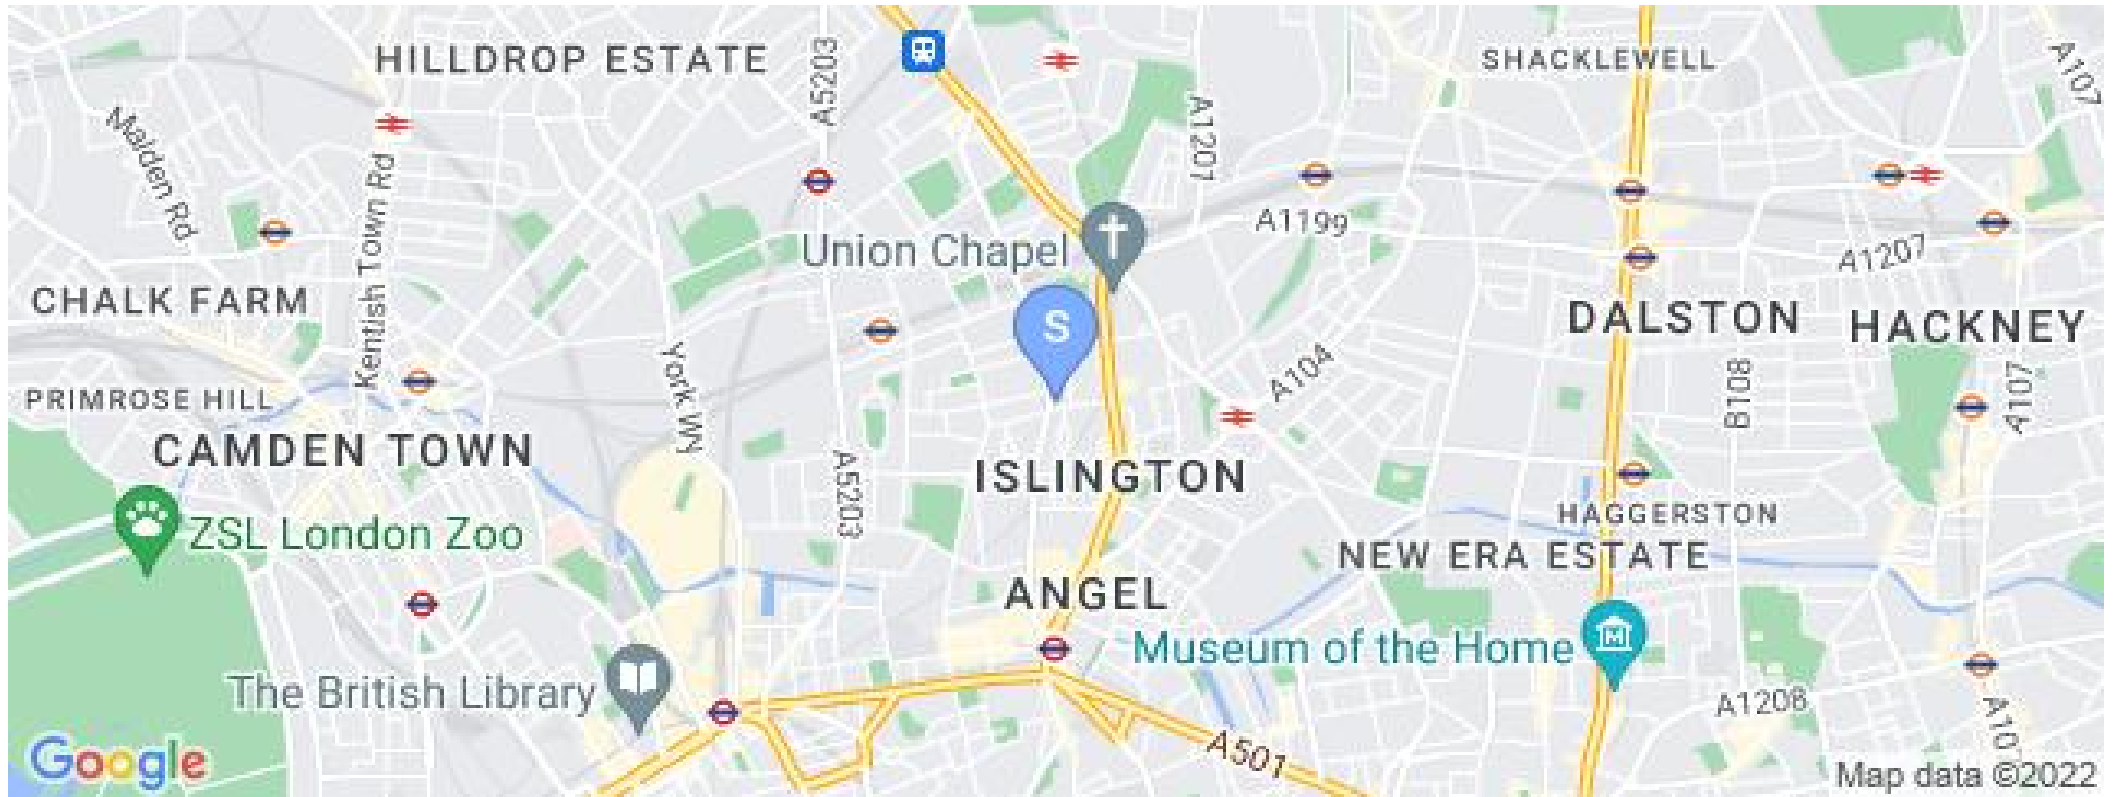 HILLDROP ESTATE
A5203
SHACKLEWELL
A107
Malden Rd
Kentish Town Rd
A1207
Union Chapel
A1199
A1207
CHALK FARM
DALSTON
HACKNEY
S
York Wy
A104
B108
A107
PRIMROSE HILL
CAMDEN TOWN
ISLINGTON
A5203
HAGGERSTON
ZSL London Zoo
NEW ERA ESTATE
ANGEL
Museum of the Home
M
The British Library
A1208
A107
A501
Google
Map data ©2022